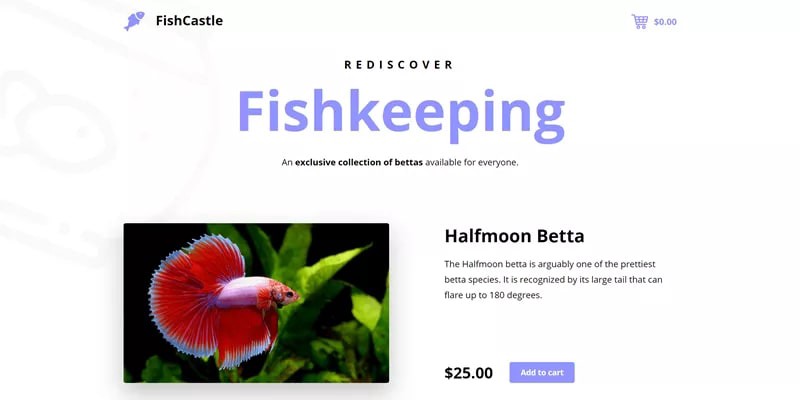 FishCastle
$0.00
REDISCOVER
Fishkeeping
An exclusive collection of bettas available for everyone.
Halfmoon Betta
The Halfmoon betta is arguably one of the prettiest
betta species. It is recognized by its large tail that can
flare up to 180 degrees.
$25.00
Add to cart